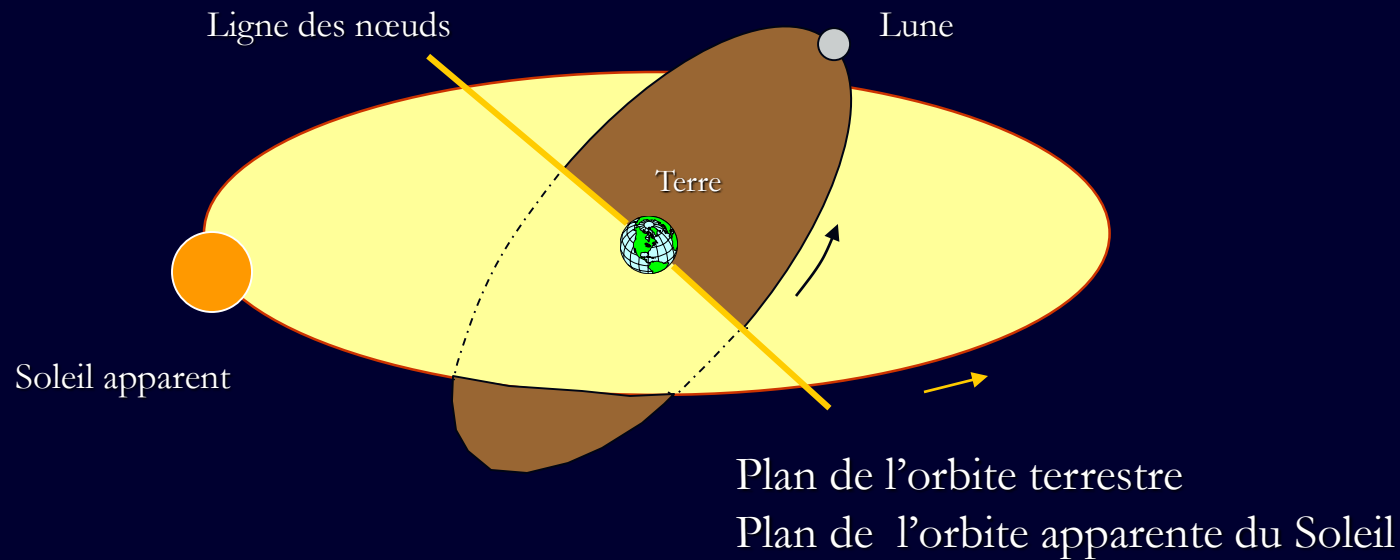 Ligne des nœuds
Lune
Terre
Soleil apparent
Plan de l’orbite terrestre
Plan de l’orbite apparente du Soleil